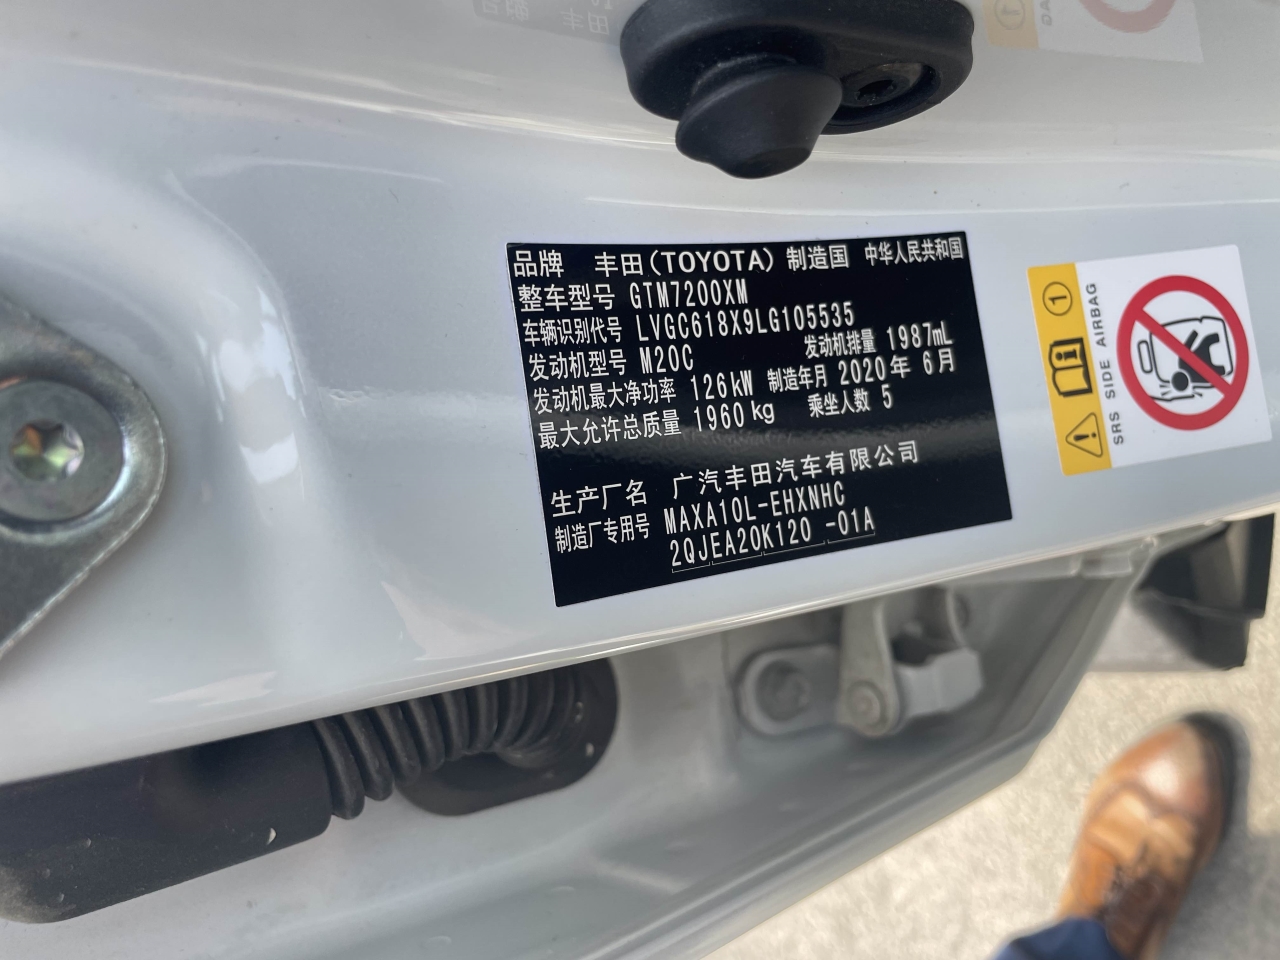 丰田
品牌 丰田(TOYOTA) 制造国 中华人民共和国
整车型号 GTM7200XM
车辆识别代号 LVGC618X9LG105535
发动机型号 M20C 发动机排量 1987mL
发动机最大净功率 126kW 制造年月 2020年 6月
最大允许总质量 1960kg 乘坐人数 5
生产厂名 广汽丰田汽车有限公司
制造厂专用号 MAXA10L-EHXNHC
2QJEA20K120 -01A
1
SRS SIDE AIRBAG